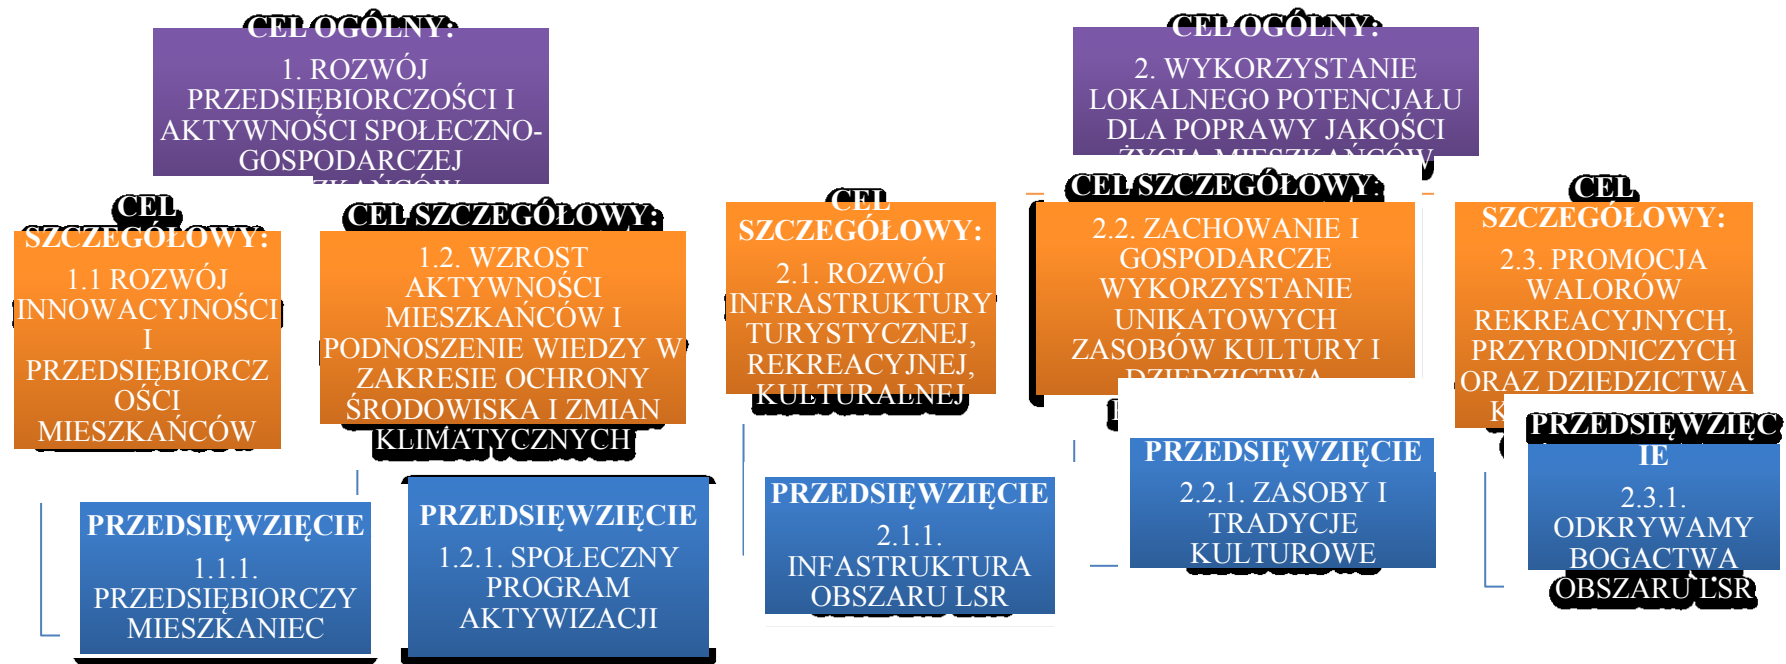 CEL OGÓLNY:
1. ROZWÓJ
PRZEDSIĘBIORCZOŚCI I
AKTYWNOŚCI SPOŁECZNO-
GOSPODARCZEJ
CEL OGÓLNY:
2. WYKORZYSTANIE
LOKALNEGO POTENCJAŁU
DLA POPRAWY JAKOŚCI
ŻYCIA MIESZKAŃCÓW
CEL
SZCZEGÓŁOWY:
1.1 ROZWÓJ
INNOWACYJNOŚCI
I
PRZEDSIĘBIORCZ
OŚCI
MIESZKAŃCÓW
CEL SZCZEGÓŁOWY:
1.2. WZROST
AKTYWNOŚCI
MIESZKAŃCÓW I
PODNOSZENIE WIEDZY W
ZAKRESIE OCHRONY
ŚRODOWISKA I ZMIAN
KLIMATYCZNYCH
CEL
SZCZEGÓŁOWY:
2.1. ROZWÓJ
INFRASTRUKTURY
TURYSTYCZNEJ,
REKREACYJNEJ,
KULTURALNEJ
CEL SZCZEGÓŁOWY:
2.2. ZACHOWANIE I
GOSPODARCZE
WYKORZYSTANIE
UNIKATOWYCH
ZASOBÓW KULTURY I
DZIEDZICTWA
CEL
SZCZEGÓŁOWY:
2.3. PROMOCJA
WALORÓW
REKREACYJNYCH,
PRZYRODNICZYCH
ORAZ DZIEDZICTWA
PRZEDSIĘWZIĘCIE
1.1.1.
PRZEDSIĘBIORCZY
MIESZKANIEC
PRZEDSIĘWZIĘCIE
1.2.1. SPOŁECZNY
PROGRAM
AKTYWIZACJI
PRZEDSIĘWZIĘCIE
2.1.1.
INFASTRUKTURA
OBSZARU LSR
PRZEDSIĘWZIĘCIE
2.2.1. ZASOBY I
TRADYCJE
KULTUROWE
PRZEDSIĘWZIĘC
IE
2.3.1.
ODKRYWAMY
BOGACTWA
OBSZARU LSR